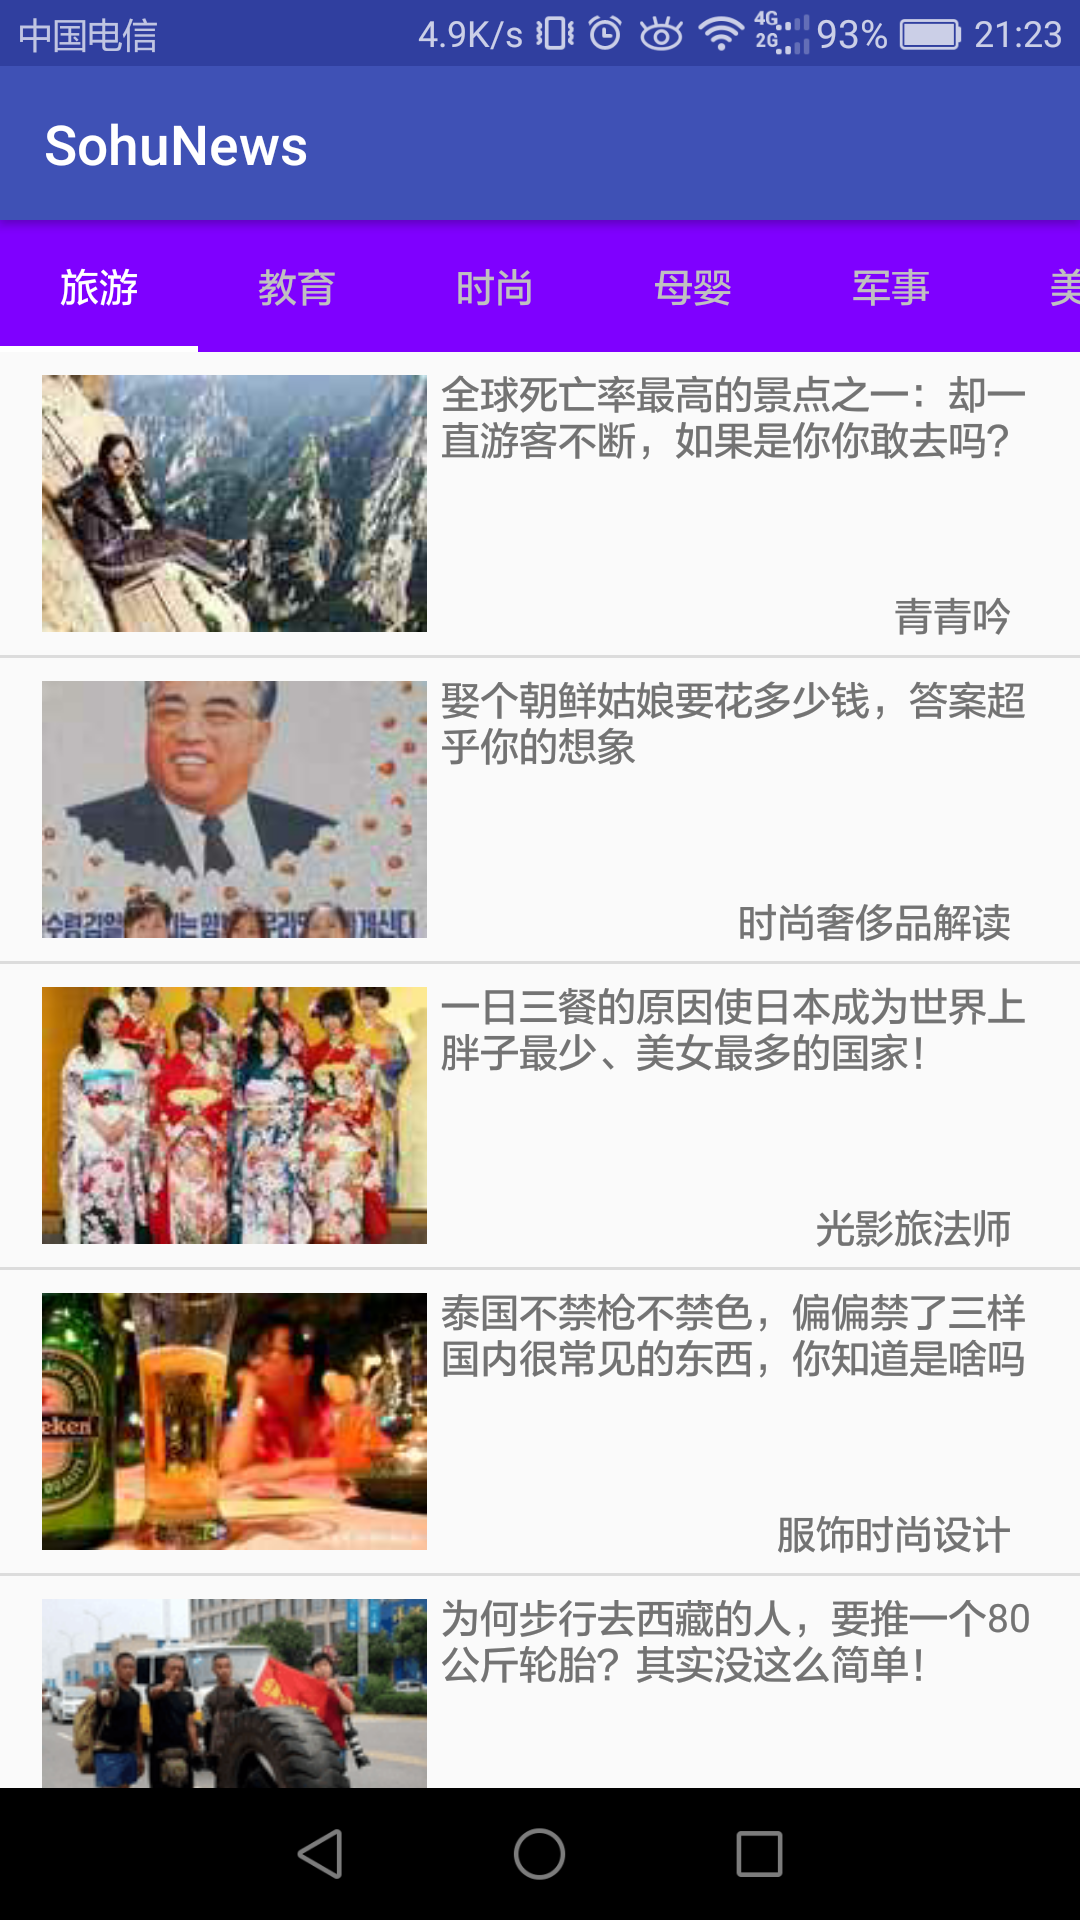 中国电信 4.9K/s 4G 2G 93% 21:23
SohuNews
旅游 教育 时尚 母婴 军事 美
全球死亡率最高的景点之一：却一
直游客不断，如果是你你敢去吗？
青青吟
娶个朝鲜姑娘要花多少钱，答案超
乎你的想象
时尚奢侈品解读
一日三餐的原因使日本成为世界上
胖子最少、美女最多的国家！
光影旅法师
泰国不禁枪不禁色，偏偏禁了三样
国内很常见的东西，你知道是啥吗
eken
服饰时尚设计
为何步行去西藏的人，要推一个80
公斤轮胎？其实没这么简单！